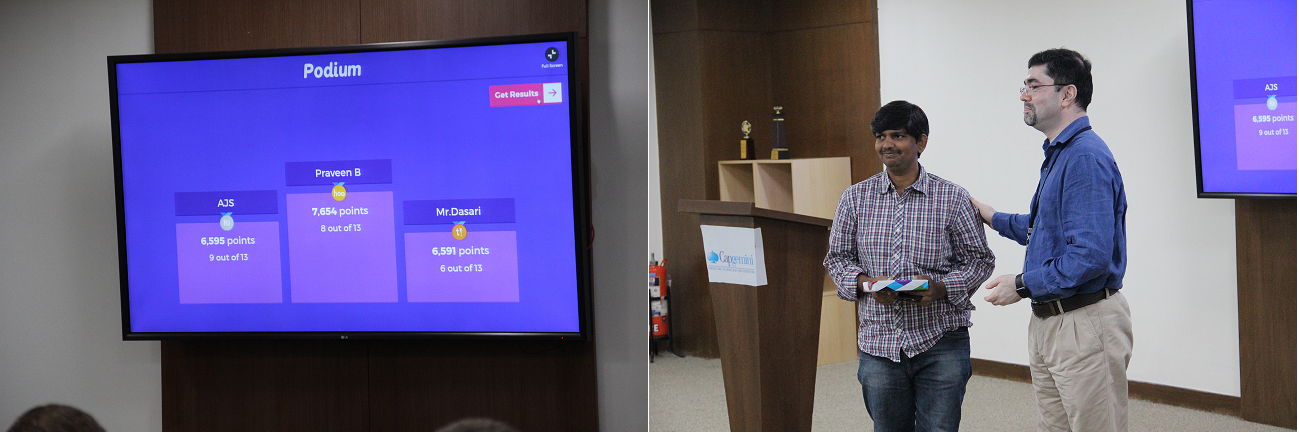 Podium
Full Screen
Get Results
Praveen B
7,654 points
8 out of 13
AJS
6,595 points
9 out of 13
Mr.Dasari
6,591 points
6 out of 13
Capgemini
AJS
6,595 points
9 out of 13